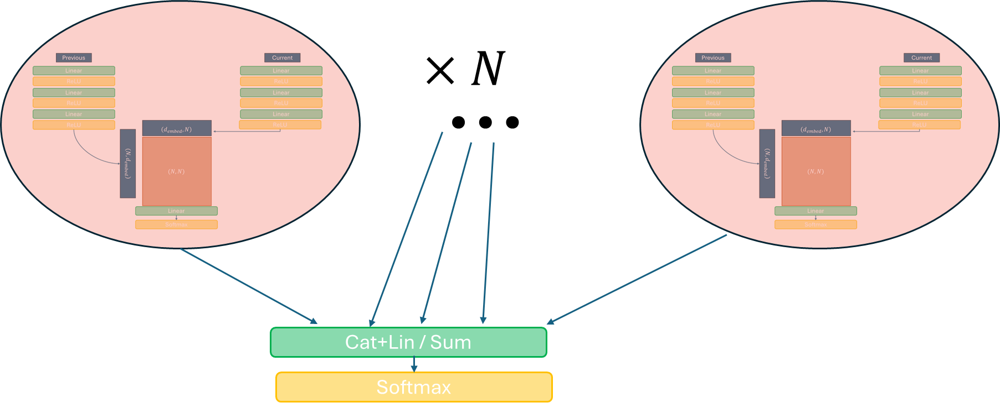 Previous
Linear
ReLU
Linear
ReLU
Linear
ReLU
Current
Linear
ReLU
Linear
ReLU
Linear
ReLU
(d_embed, N)
(N, d_embed)
(N, N)
Linear
Softmax
× N
• • •
Previous
Linear
ReLU
Linear
ReLU
Linear
ReLU
Current
Linear
ReLU
Linear
ReLU
Linear
ReLU
(d_embed, N)
(N, d_embed)
(N, N)
Linear
Softmax
Cat+Lin / Sum
Softmax